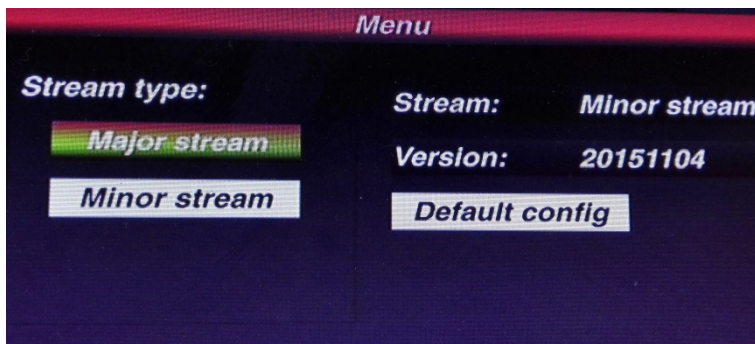 Menu
Stream type:
Major stream
Minor stream
Stream: Minor stream
Version: 20151104
Default config